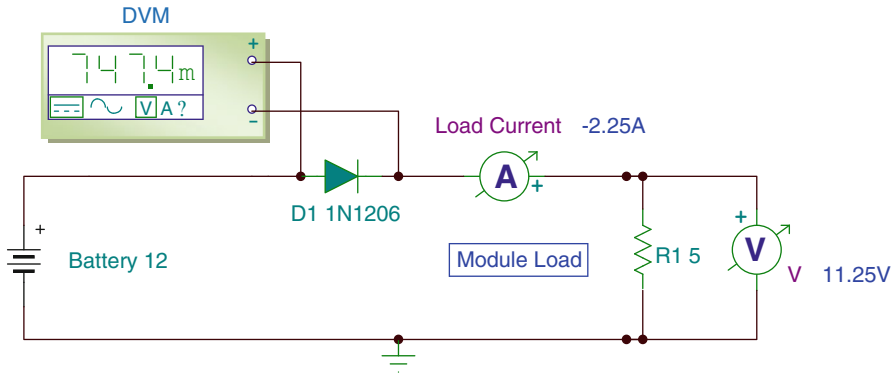 DVM
+
747.4m
V A ?
−
Load Current -2.25A
A
+
D1 1N1206
+
Battery 12
Module Load
R1 5
+
V
V 11.25V